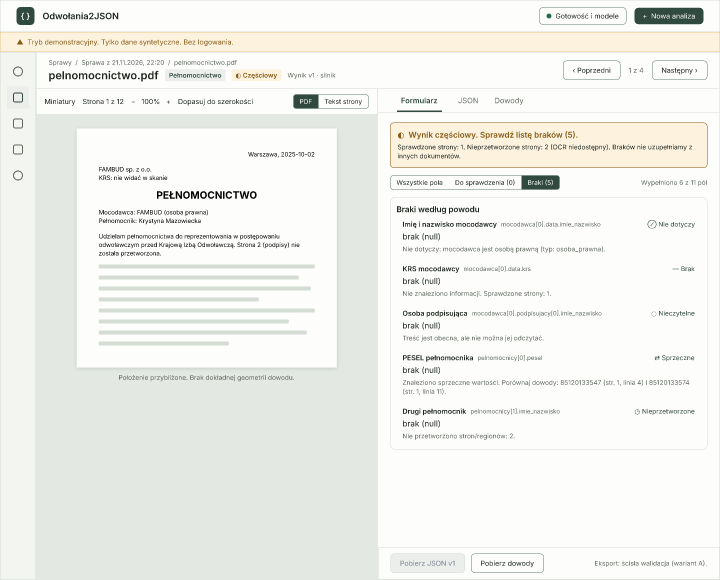 { } Odwołania2JSON
Gotowość i modele
+ Nowa analiza
Tryb demonstracyjny. Tylko dane syntetyczne. Bez logowania.
Sprawy / Sprawa z 21.11.2026, 22:20 / pełnomocnictwo.pdf
pełnomocnictwo.pdf Pełnomocnictwo Częściowy Wynik v1 · silnik
‹ Poprzedni 1 z 4 Następny ›
Miniatury Strona 1 z 12 − 100% + Dopasuj do szerokości PDF Tekst strony
Warszawa, 2025-10-02
FAMBUD sp. z o.o.
KRS: nie widać w skanie
PEŁNOMOCNICTWO
Mocodawca: FAMBUD (osoba prawna)
Pełnomocnik: Krystyna Mazowiecka
Udzielam pełnomocnictwa do reprezentowania w postępowaniu
odwoławczym przed Krajową Izbą Odwoławczą. Strona 2 (podpisy) nie
została przetworzona.
Położenie przybliżone. Brak dokładnej geometrii dowodu.
Formularz JSON Dowody
Wynik częściowy. Sprawdź listę braków (5).
Sprawdzone strony: 1. Nieprzetworzone strony: 2 (OCR niedostępny). Braków nie uzupełniamy z
innych dokumentów.
Wszystkie pola Do sprawdzenia (0) Braki (5) Wypełniono 6 z 11 pól
Braki według powodu
Imię i nazwisko mocodawcy mocodawca[0].data.imie_nazwisko Nie dotyczy
brak (null)
Nie dotyczy: mocodawca jest osobą prawną (typ: osoba_prawna).
KRS mocodawcy mocodawca[0].data.krs — Brak
brak (null)
Nie znaleziono informacji. Sprawdzone strony: 1.
Osoba podpisująca mocodawca[0].podpisujacy[0].imie_nazwisko Nieczytelne
brak (null)
Treść jest obecna, ale nie można jej odczytać.
PESEL pełnomocnika pelnomocnicy[0].pesel ⇄ Sprzeczne
brak (null)
Znaleziono sprzeczne wartości. Porównaj dowody: 85120133547 (str. 1, linia 4) i 85120133574
(str. 1, linia 11).
Drugi pełnomocnik pelnomocnicy[1].imie_nazwisko Nieprzetworzone
brak (null)
Nie przetworzono stron/regionów: 2.
Pobierz JSON v1 Pobierz dowody Eksport: ścisła walidacja (wariant A).